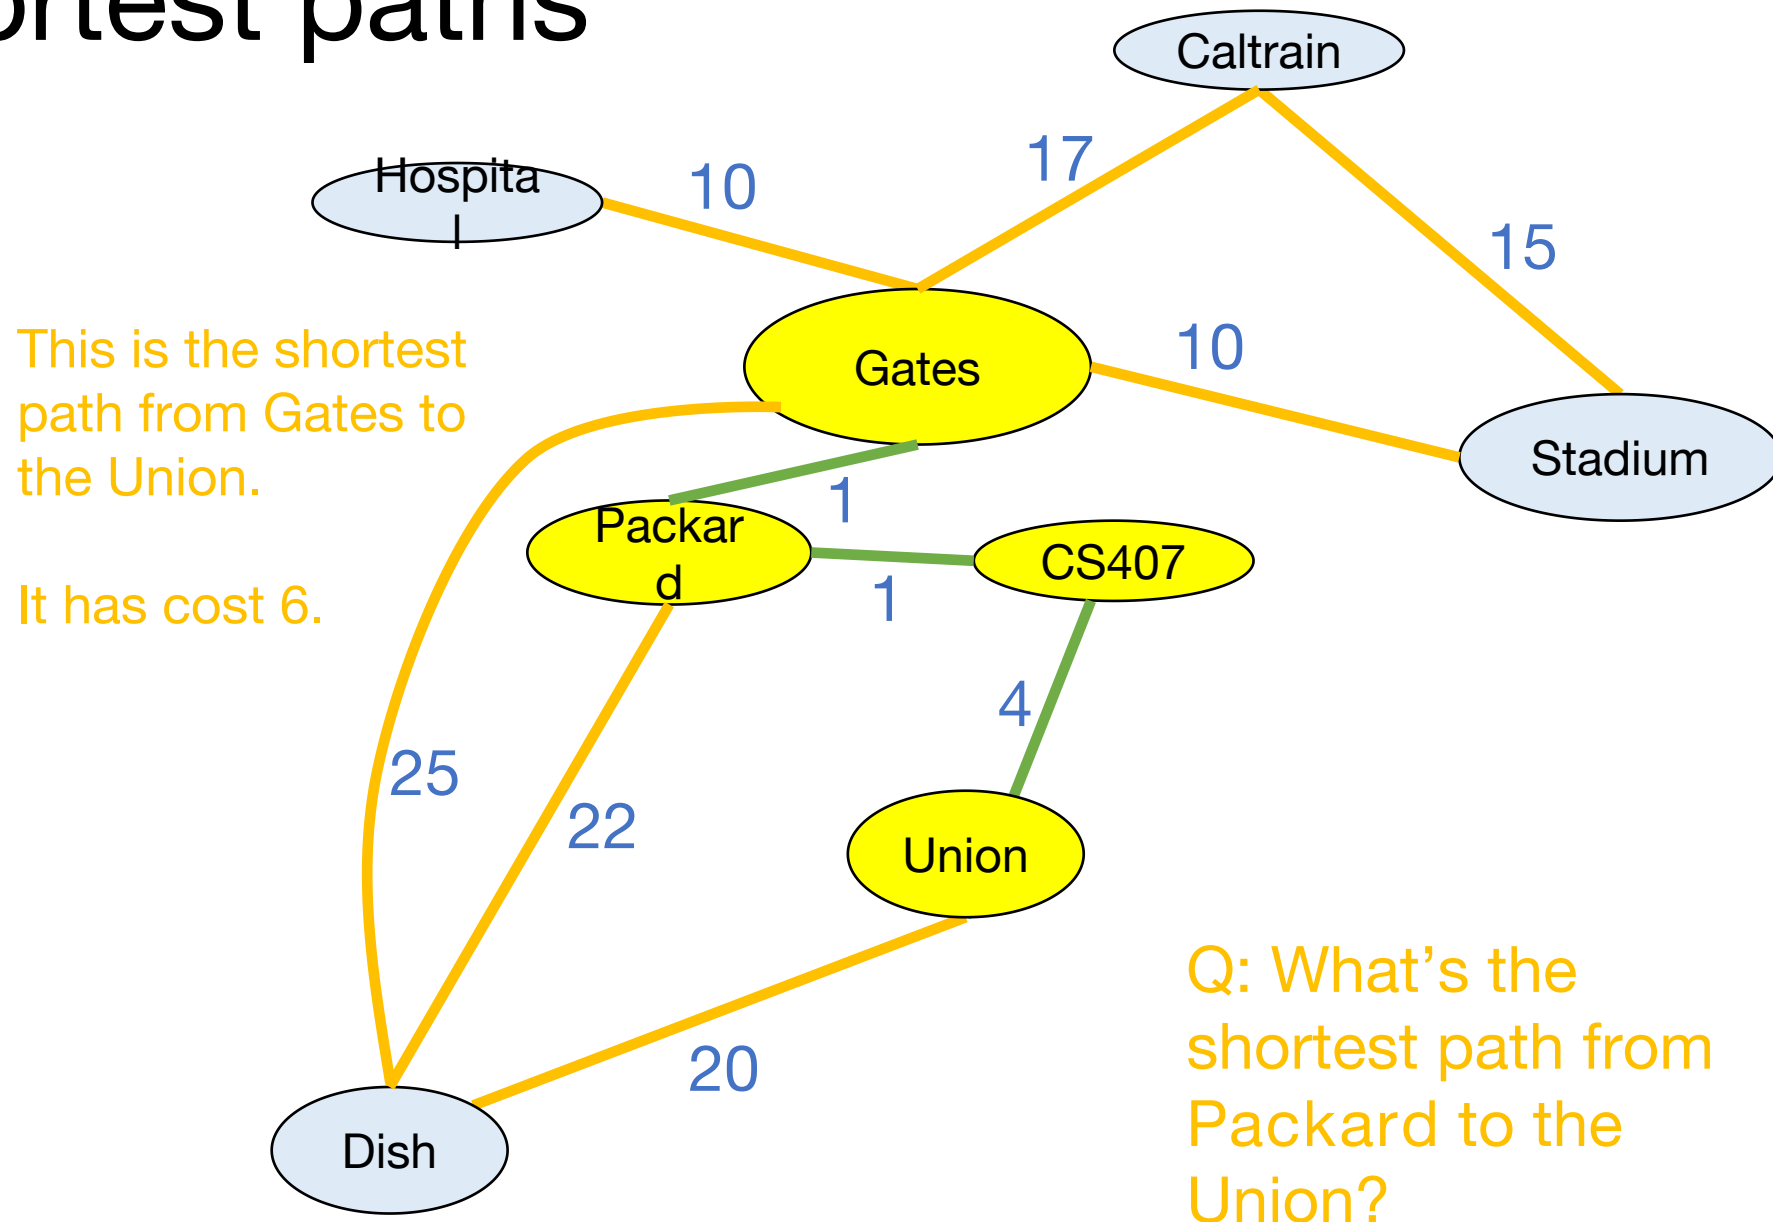 ortest paths
Caltrain
17
Hospita
l
10
15
This is the shortest
path from Gates to
the Union.
It has cost 6.
Gates
10
Stadium
1
Packar
d
CS407
1
4
25
22
Union
20
Dish
Q: What’s the
shortest path from
Packard to the
Union?